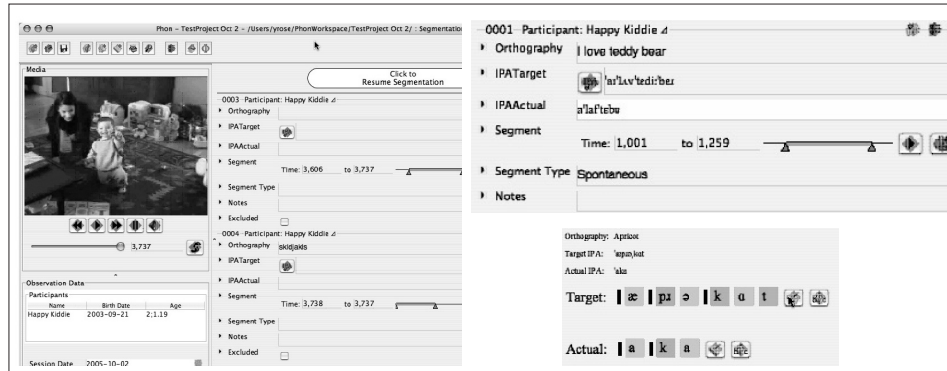 Phon - TestProject Oct 2 - /Users/yrose/PhonWorkspace/TestProject Oct 2/ : Segmentatio
Media
Click to
Resume Segmentation
0003 Participant: Happy Kiddie
Orthography
IPATarget
IPAActual
Segment
Time: 3,606 to 3,737
Segment Type
Notes
Excluded
3,737
0004 Participant: Happy Kiddie
Orthography skidjakis
IPATarget
IPAActual
Segment
Time: 3,738 to 3,737
Segment Type
Notes
Excluded
Observation Data
Participants
Name Birth Date Age
Happy Kiddie 2003-09-21 2;1.19
Session Date 2005-10-02
0001 Participant: Happy Kiddie
Orthography I love teddy bear
IPATarget
IPAActual
Segment
Time: 1,001 to 1,259
Segment Type Spontaneous
Notes
Orthography: Apricot
Target IPA:
Actual IPA: ˈaka
Target: æ pɹ ə k ɑ t
Actual: a k a